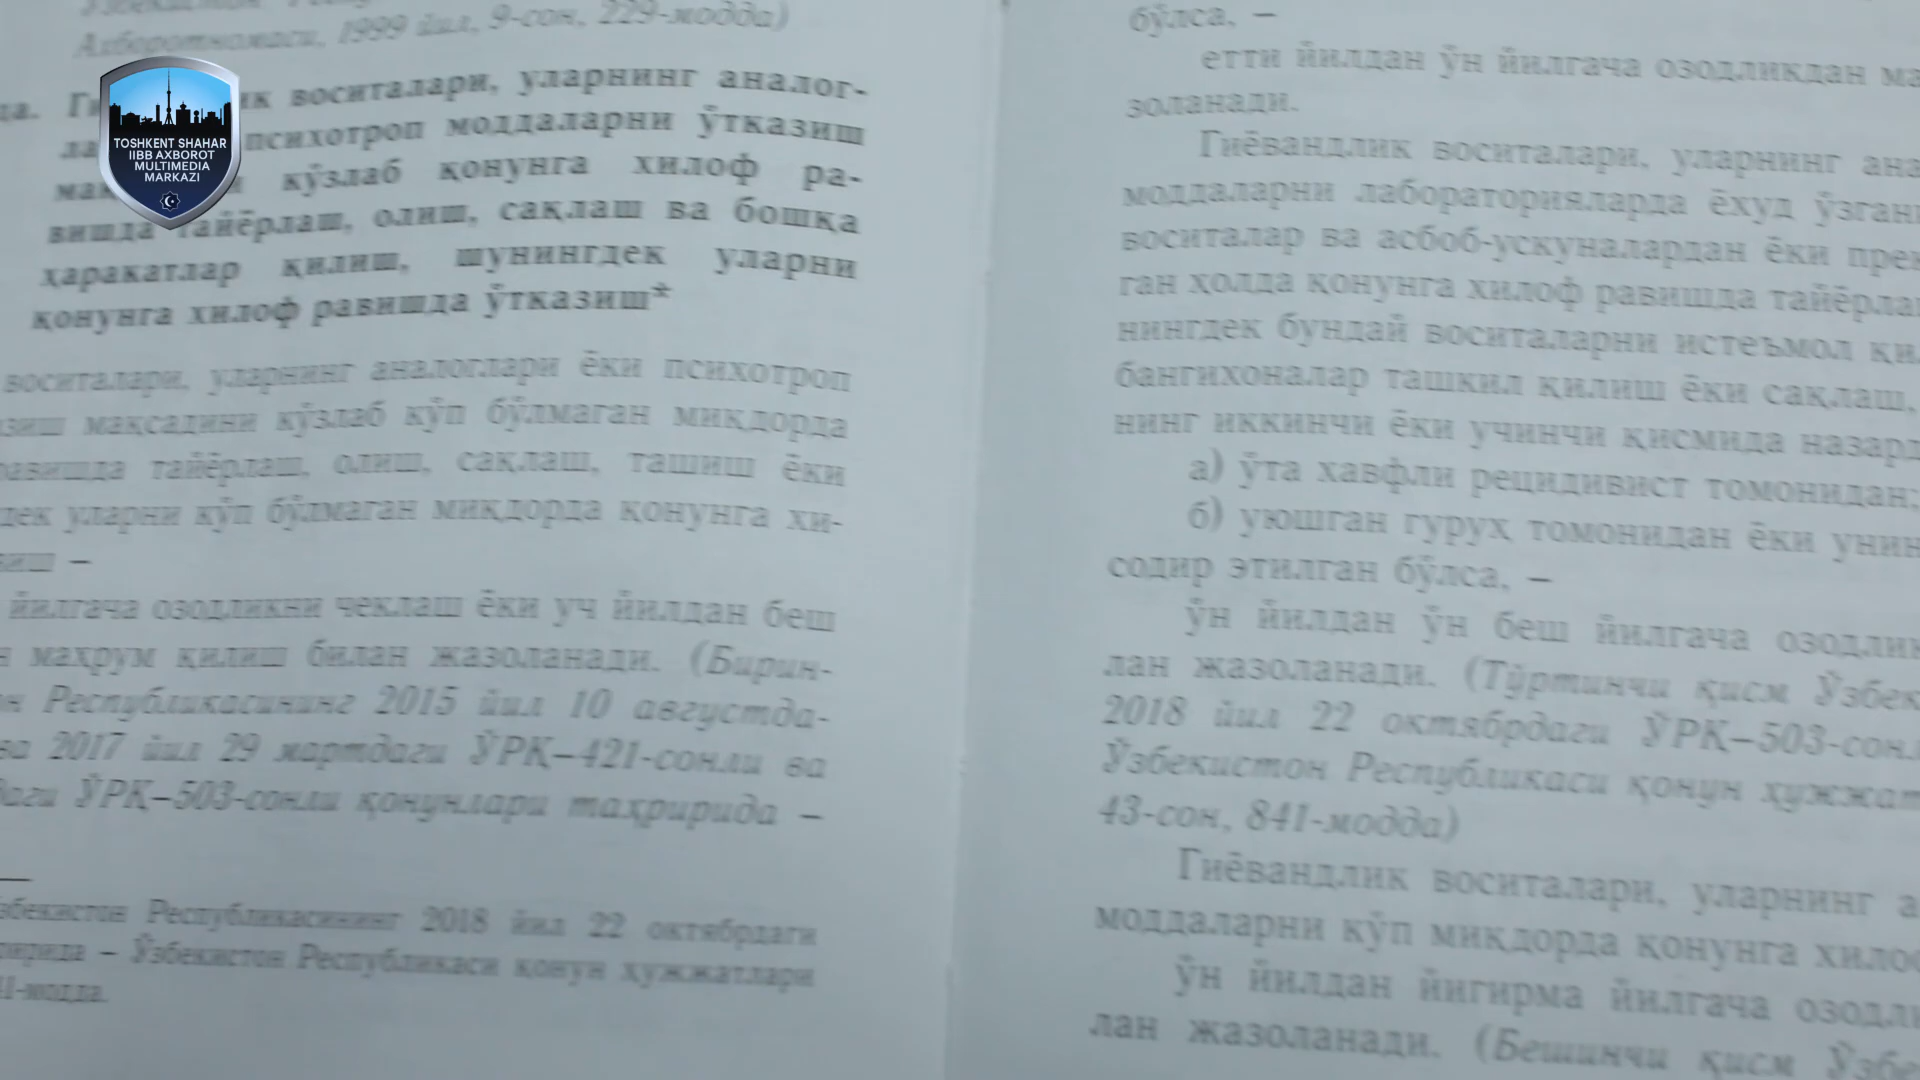 Ўзбекистон
Ахборотномаси, 1999 йил, 9-сон, 229-модда)
воситалари, уларнинг аналог-
психотроп моддаларни ўтказиш
кўзлаб қонунга хилоф ра-
вишда тайёрлаш, олиш, сақлаш ва бошқа
ҳаракатлар қилиш, шунингдек уларни
қонунга хилоф равишда ўтказиш*
воситалари, уларнинг аналоглари ёки психотроп
мақсадини кўзлаб кўп бўлмаган миқдорда
тайёрлаш, олиш, сақлаш, ташиш ёки
уларни кўп бўлмаган миқдорда қонунга хи-
–
йилгача озодликни чеклаш ёки уч йилдан беш
маҳрум қилиш билан жазоланади. (Бирин-
Республикасининг 2015 йил 10 августда-
ва 2017 йил 29 мартдаги ЎРҚ–421-сонли ва
ЎРҚ–503-сонли қонунлари таҳририда –
Республикасининг 2018 йил 22 октябрдаги
– Ўзбекистон Республикаси қонун ҳужжатлари
TOSHKENT SHAHAR
IIBB AXBOROT
MULTIMEDIA
MARKAZI
бўлса, –
етти йилдан ўн йилгача озодликдан ма
золанади.
Гиёвандлик воситалари, уларнинг ана
моддаларни лабораторияларда ёхуд ўзган
воситалар ва асбоб-ускуналардан ёки пре
ган ҳолда қонунга хилоф равишда тайёрла
нингдек бундай воситаларни истеъмол қи
бангихоналар ташкил қилиш ёки сақлаш,
нинг иккинчи ёки учинчи қисмида назард
а) ўта хавфли рецидивист томонидан;
б) уюшган гуруҳ томонидан ёки унин
содир этилган бўлса, –
ўн йилдан ўн беш йилгача озодлик
лан жазоланади. (Тўртинчи қисм Ўзбек
2018 йил 22 октябрдаги ЎРҚ–503-сон
Ўзбекистон Республикаси қонун ҳужжат
43-сон, 841-модда)
Гиёвандлик воситалари, уларнинг а
моддаларни кўп миқдорда қонунга хило
ўн йилдан йигирма йилгача озодли
лан жазоланади. (Бешинчи қисм Ўзбе